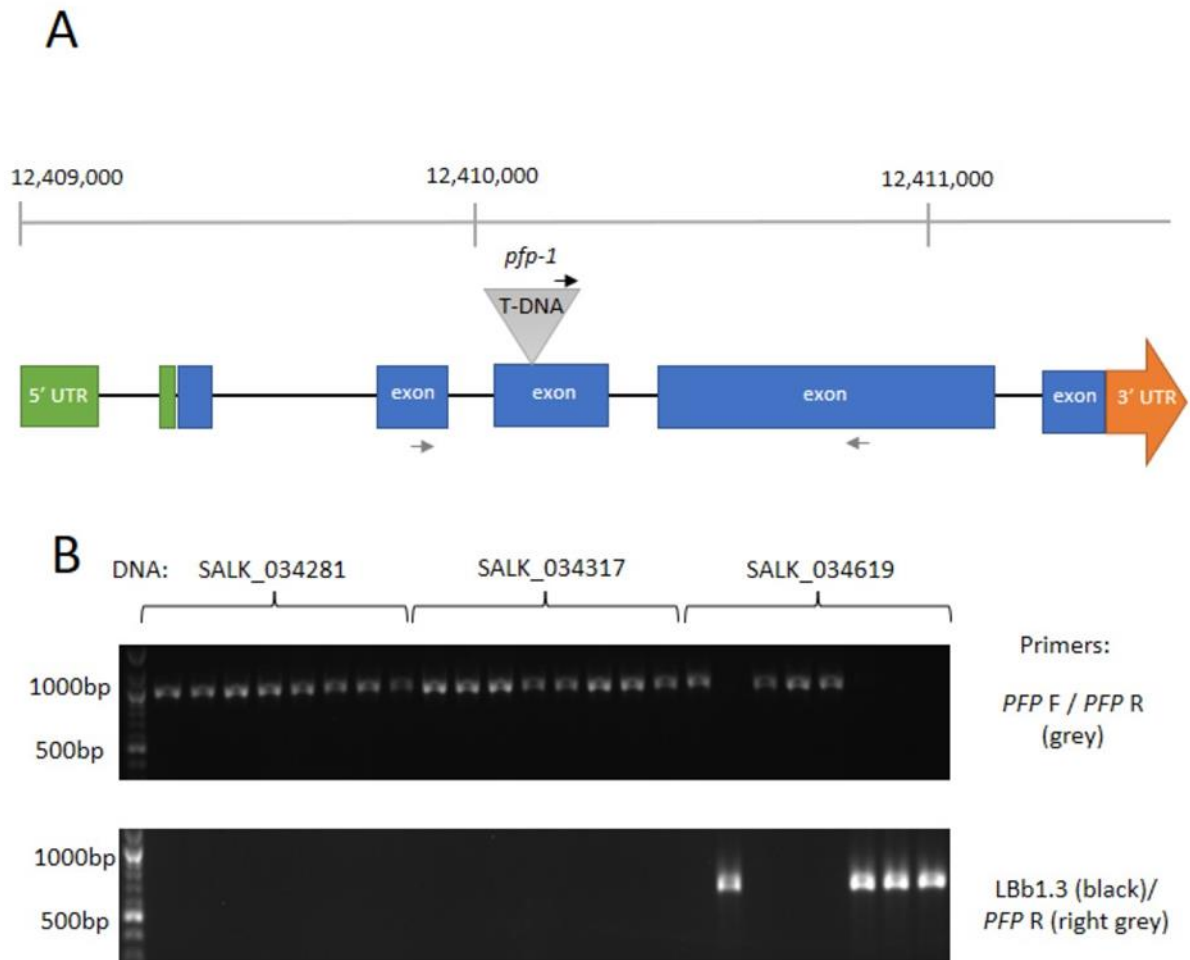 A
12,409,000 12,410,000 12,411,000
pfp-1
T-DNA
5' UTR exon exon exon exon 3' UTR
B DNA: SALK_034281 SALK_034317 SALK_034619
1000bp
500bp
Primers:
PFP F / PFP R
(grey)
1000bp
500bp
LBb1.3 (black)/
PFP R (right grey)